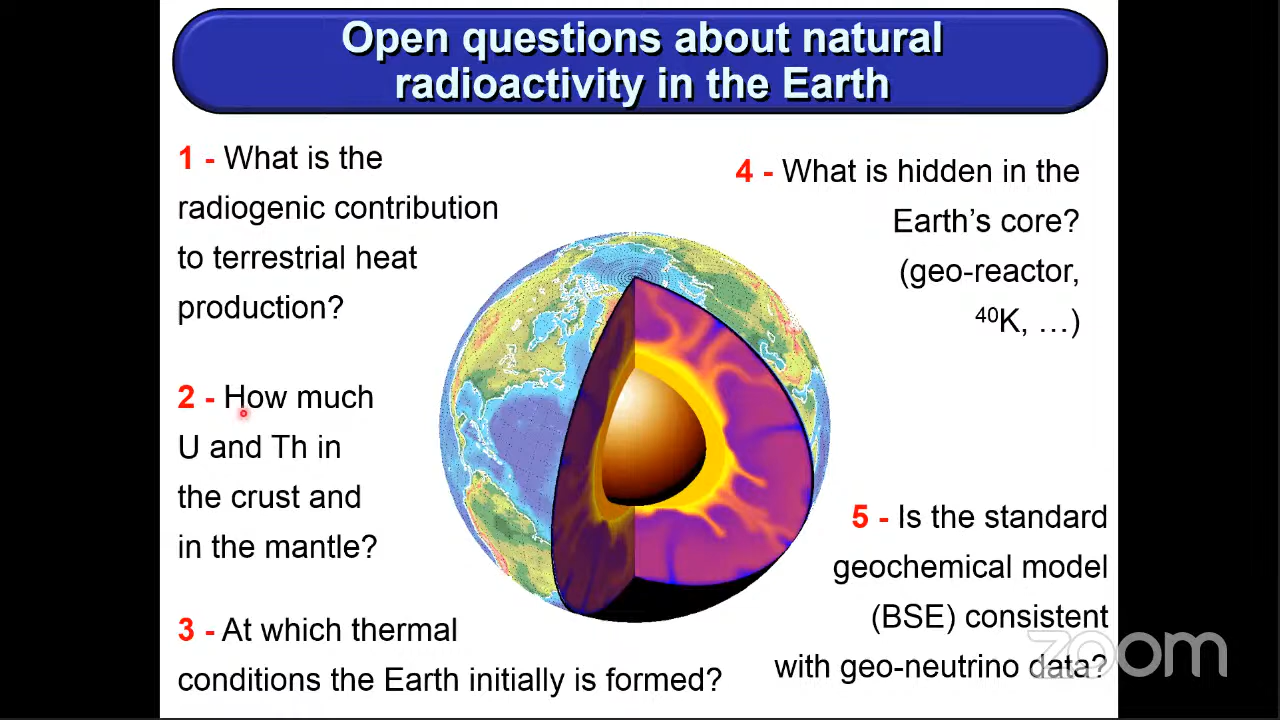 Open questions about natural
radioactivity in the Earth
1 - What is the
radiogenic contribution
to terrestrial heat
production?
2 - How much
U and Th in
the crust and
in the mantle?
3 - At which thermal
conditions the Earth initially is formed?
4 - What is hidden in the
Earth’s core?
(geo-reactor,
⁴⁰K, …)
5 - Is the standard
geochemical model
(BSE) consistent
with geo-neutrino data?
zoom